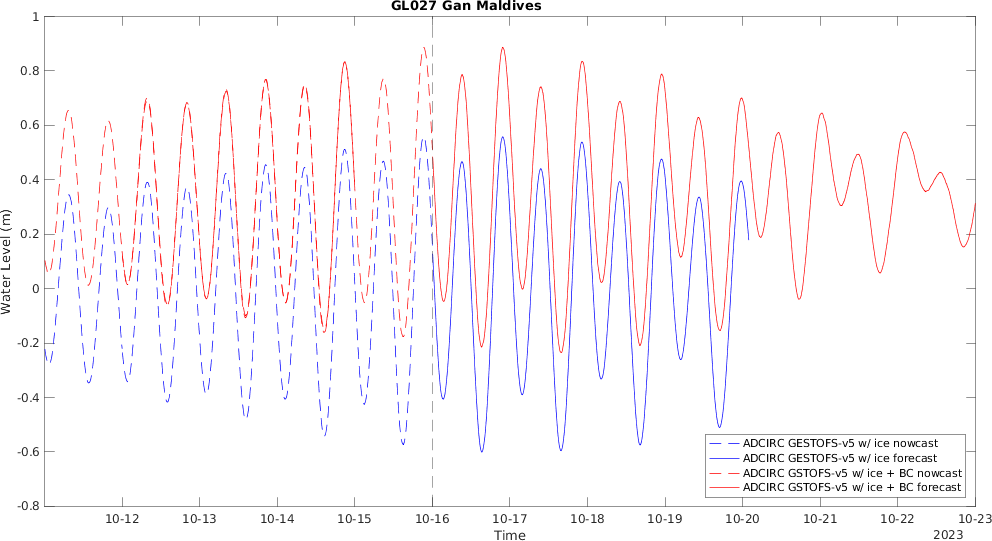 GL027 Gan Maldives
Water Level (m)
1
0.8
0.6
0.4
0.2
0
-0.2
-0.4
-0.6
-0.8
ADCIRC GESTOFS-v5 w/ ice nowcast
ADCIRC GESTOFS-v5 w/ ice forecast
ADCIRC GSTOFS-v5 w/ ice + BC nowcast
ADCIRC GSTOFS-v5 w/ ice + BC forecast
10-12 10-13 10-14 10-15 10-16 10-17 10-18 10-19 10-20 10-21 10-22 10-23
Time
2023